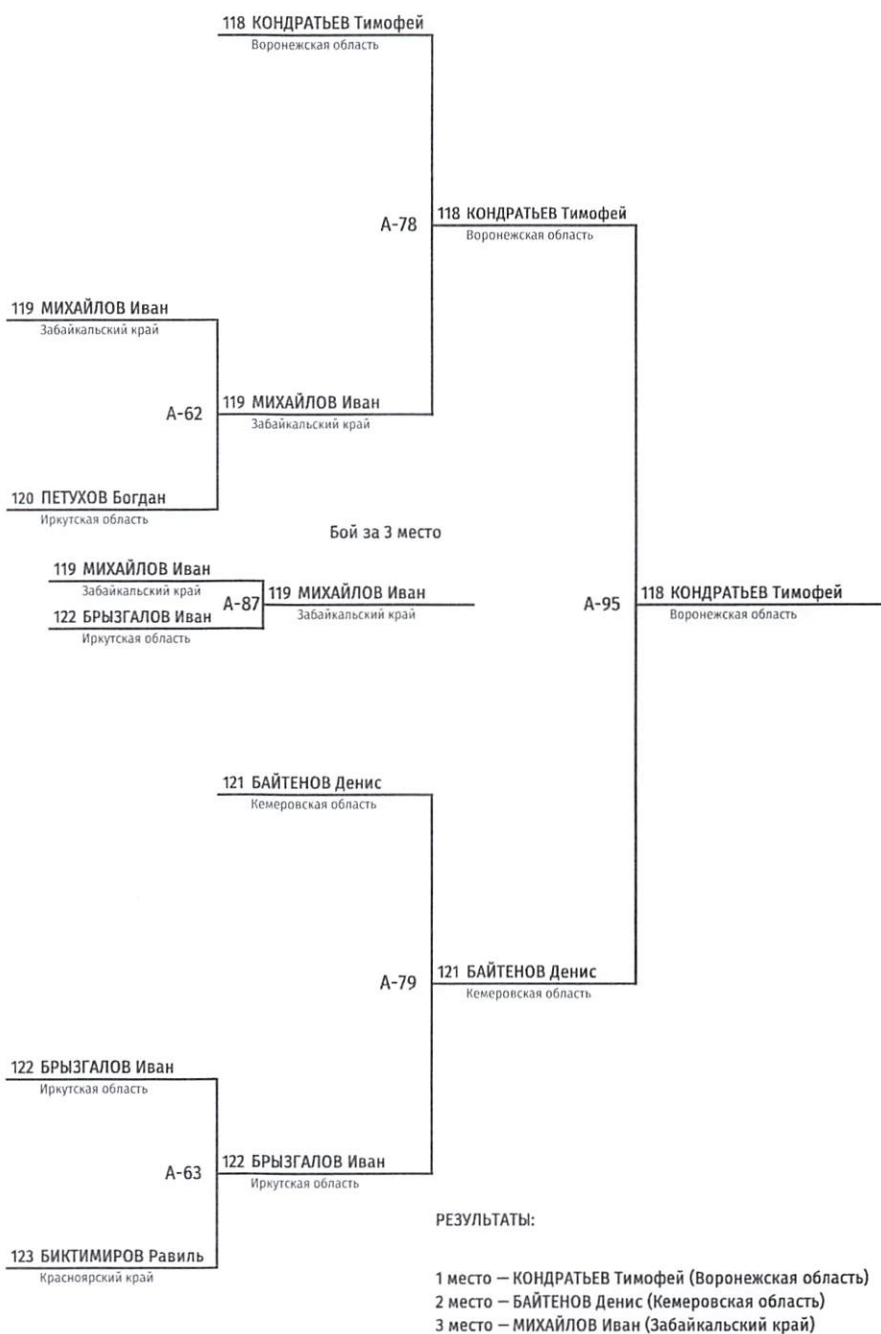 118 КОНДРАТЬЕВ Тимофей
Воронежская область
А-78
118 КОНДРАТЬЕВ Тимофей
Воронежская область
119 МИХАЙЛОВ Иван
Забайкальский край
А-62
119 МИХАЙЛОВ Иван
Забайкальский край
120 ПЕТУХОВ Богдан
Иркутская область
Бой за 3 место
119 МИХАЙЛОВ Иван
Забайкальский край
А-87
119 МИХАЙЛОВ Иван
Забайкальский край
122 БРЫЗГАЛОВ Иван
Иркутская область
А-95
118 КОНДРАТЬЕВ Тимофей
Воронежская область
121 БАЙТЕНОВ Денис
Кемеровская область
А-79
121 БАЙТЕНОВ Денис
Кемеровская область
122 БРЫЗГАЛОВ Иван
Иркутская область
А-63
122 БРЫЗГАЛОВ Иван
Иркутская область
123 БИКТИМИРОВ Равиль
Красноярский край
РЕЗУЛЬТАТЫ:
1 место — КОНДРАТЬЕВ Тимофей (Воронежская область)
2 место — БАЙТЕНОВ Денис (Кемеровская область)
3 место — МИХАЙЛОВ Иван (Забайкальский край)